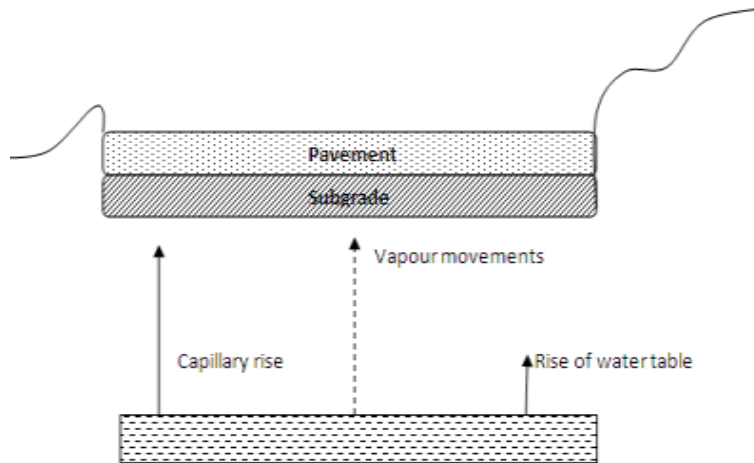 Pavement
Subgrade
Vapour movements
Capillary rise
Rise of water table